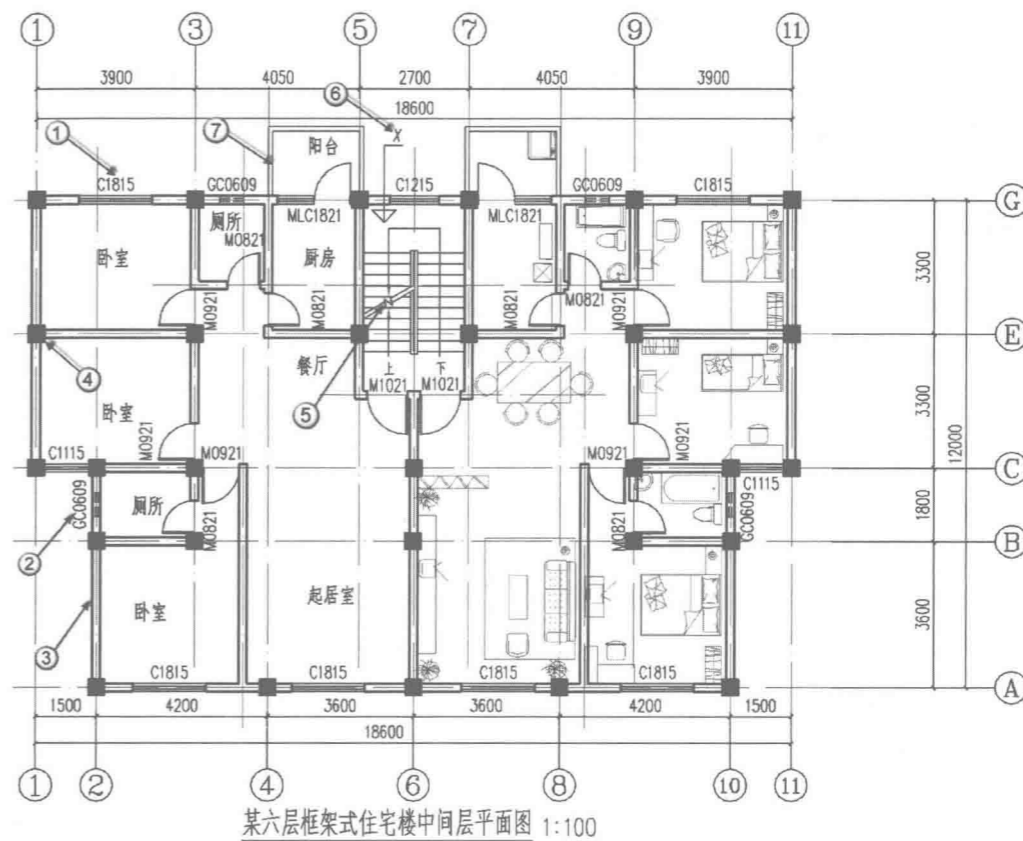 ① ③ ⑤ ⑦ ⑨ ⑪
3900 4050 2700 4050 3900
⑥
18600
① ⑦ 阳台 X
C1815 GC0609 C1215 GC0609 C1815
G
MLC1821 MLC1821
厕所
M0821
卧室 厨房
3300
M0921 M0821 M0821 M0921
N
E
④ 餐厅 上 下
⑤ M1021 M1021
卧室
3300
12000
M0921 M0921
C1115 M0921 M0921 C1115
C
GC0609 厕所 M0821 M0821 GC0609
1800
②
B
卧室 起居室
3600
③
C1815 C1815 C1815 C1815
A
1500 4200 3600 3600 4200 1500
18600
① ② ④ ⑥ ⑧ ⑩ ⑪
某六层框架式住宅楼中间层平面图 1:100